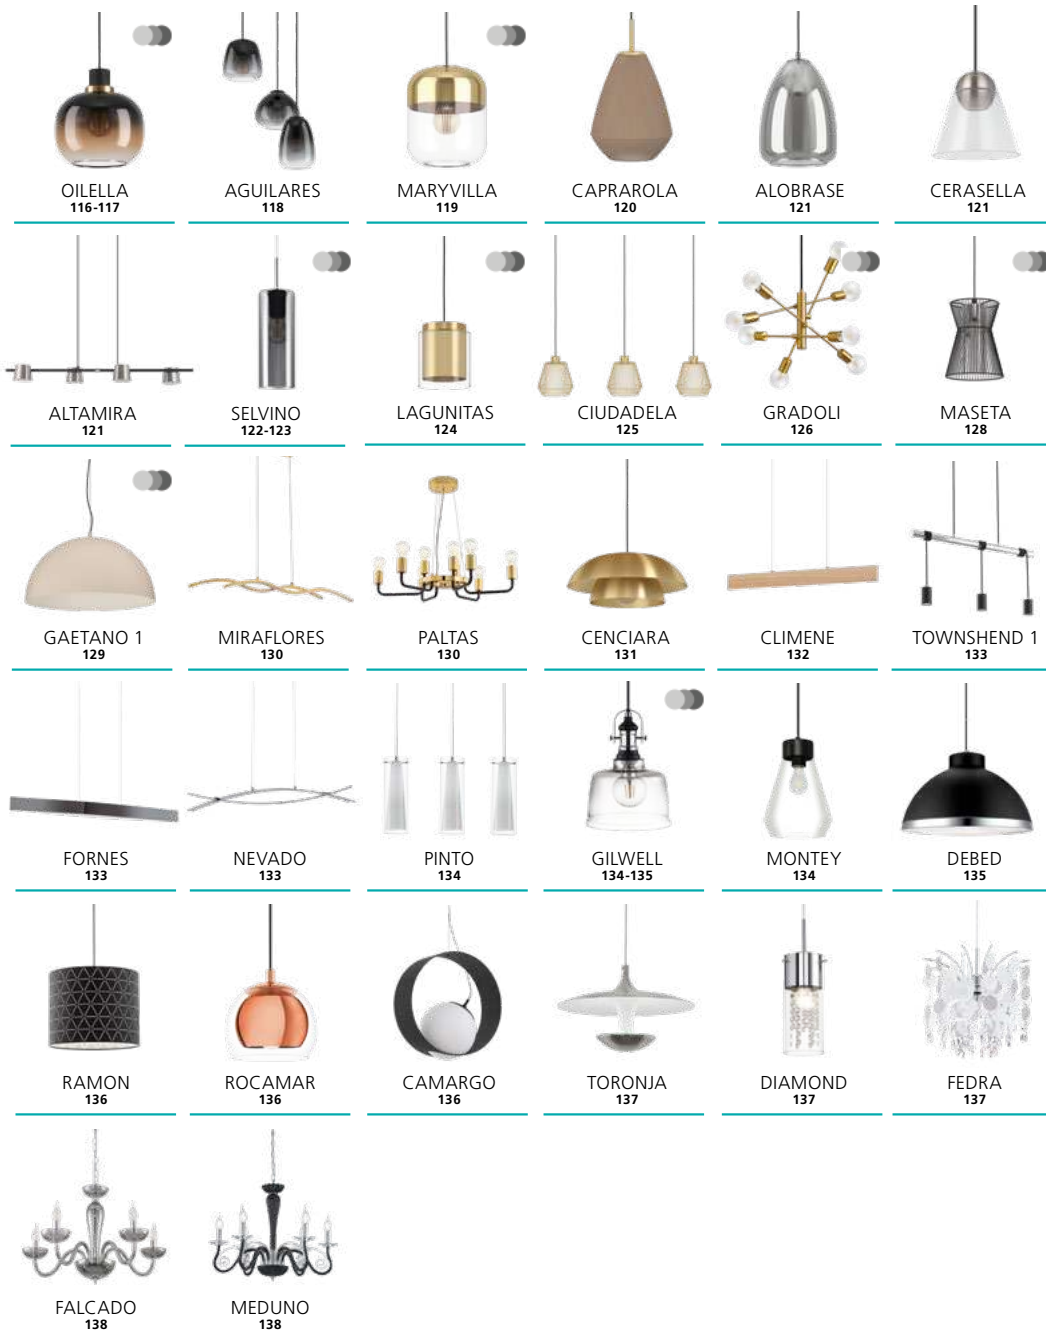 OILELLA
116-117
AGUILARES
118
MARYVILLA
119
CAPRAROLA
120
ALOBRASE
121
CERASELLA
121
ALTAMIRA
121
SELVINO
122-123
LAGUNITAS
124
CIUDADELA
125
GRADOLI
126
MASETA
128
GAETANO 1
129
MIRAFLORES
130
PALTAS
130
CENCIARA
131
CLIMENE
132
TOWNSHEND 1
133
FORNES
133
NEVADO
133
PINTO
134
GILWELL
134-135
MONTEY
134
DEBED
135
RAMON
136
ROCAMAR
136
CAMARGO
136
TORONJA
137
DIAMOND
137
FEDRA
137
FALCADO
138
MEDUNO
138